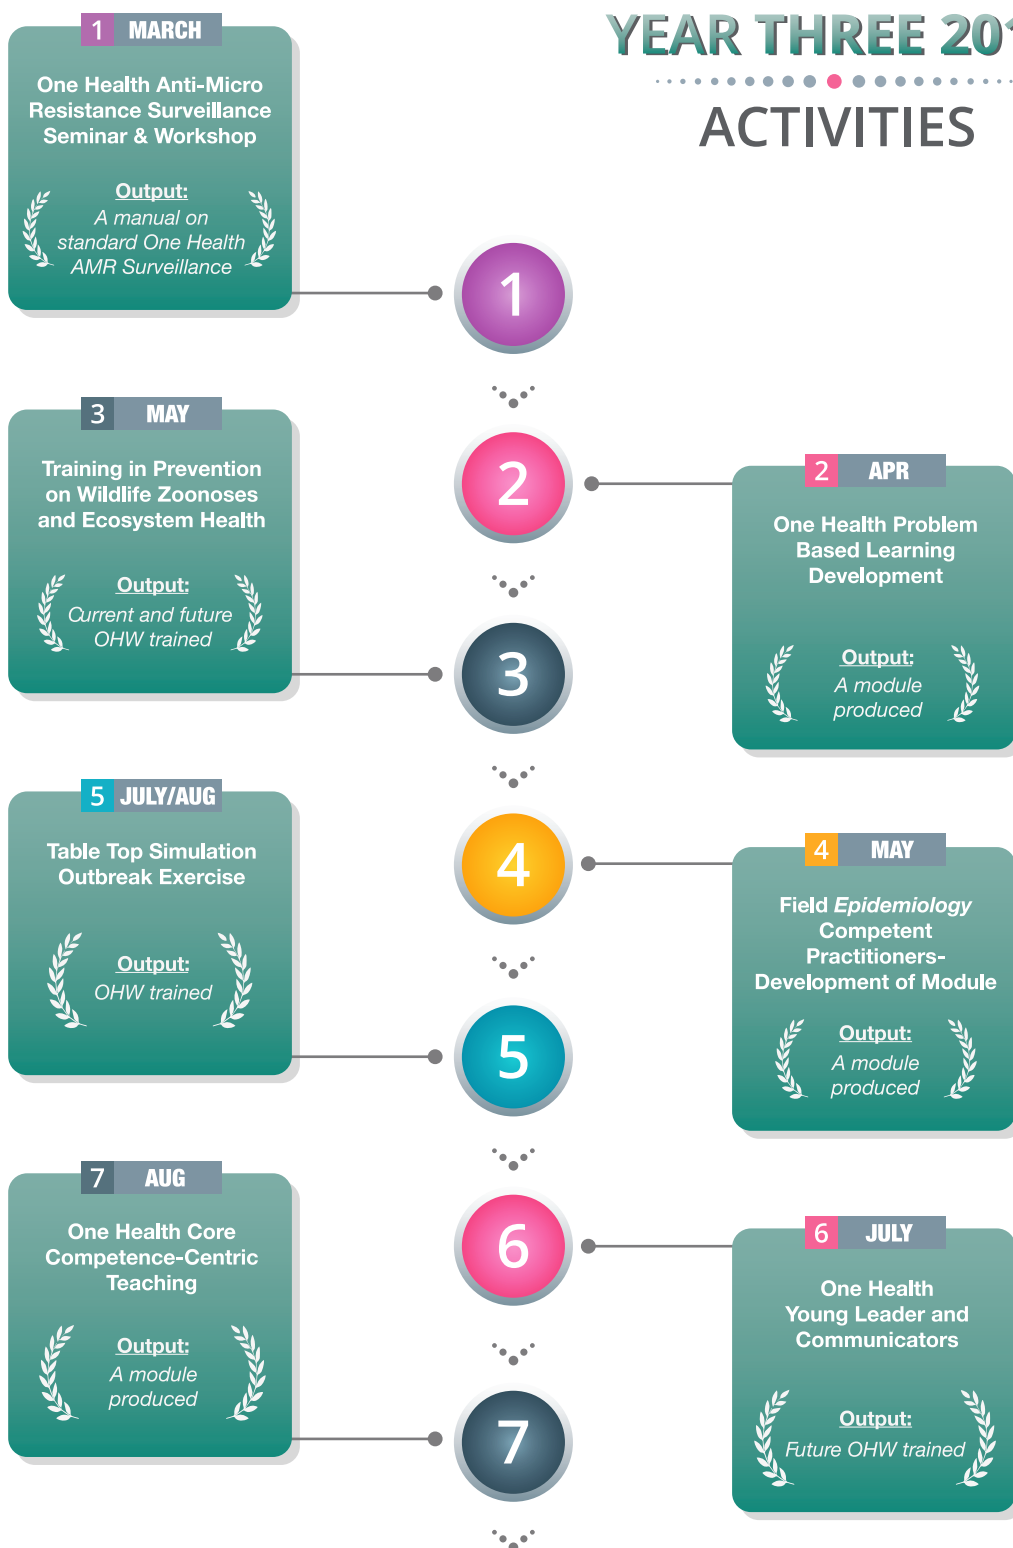 YEAR THREE 201
ACTIVITIES
1 MARCH
One Health Anti-Micro
Resistance Surveillance
Seminar & Workshop
Output:
A manual on
standard One Health
AMR Surveillance
1
2
2 APR
One Health Problem
Based Learning
Development
Output:
A module
produced
3 MAY
Training in Prevention
on Wildlife Zoonoses
and Ecosystem Health
Output:
Current and future
OHW trained
3
4
4 MAY
Field Epidemiology
Competent
Practitioners-
Development of Module
Output:
A module
produced
5 JULY/AUG
Table Top Simulation
Outbreak Exercise
Output:
OHW trained
5
6
6 JULY
One Health
Young Leader and
Communicators
Output:
Future OHW trained
7 AUG
One Health Core
Competence-Centric
Teaching
Output:
A module
produced
7